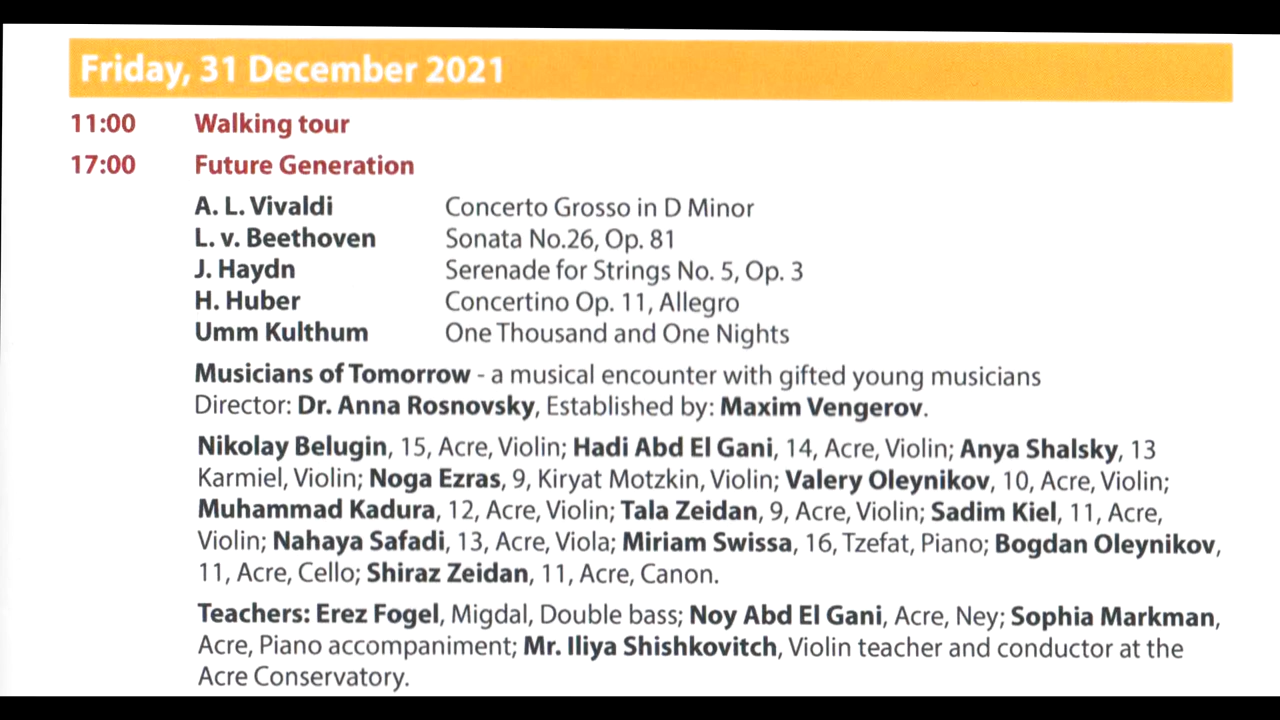 Friday, 31 December 2021
11:00 Walking tour
17:00 Future Generation
A. L. Vivaldi Concerto Grosso in D Minor
L. v. Beethoven Sonata No.26, Op. 81
J. Haydn Serenade for Strings No. 5, Op. 3
H. Huber Concertino Op. 11, Allegro
Umm Kulthum One Thousand and One Nights
Musicians of Tomorrow - a musical encounter with gifted young musicians
Director: Dr. Anna Rosnovsky, Established by: Maxim Vengerov.
Nikolay Belugin, 15, Acre, Violin; Hadi Abd El Gani, 14, Acre, Violin; Anya Shalsky, 13
Karmiel, Violin; Noga Ezras, 9, Kiryat Motzkin, Violin; Valery Oleynikov, 10, Acre, Violin;
Muhammad Kadura, 12, Acre, Violin; Tala Zeidan, 9, Acre, Violin; Sadim Kiel, 11, Acre,
Violin; Nahaya Safadi, 13, Acre, Viola; Miriam Swissa, 16, Tzefat, Piano; Bogdan Oleynikov,
11, Acre, Cello; Shiraz Zeidan, 11, Acre, Canon.
Teachers: Erez Fogel, Migdal, Double bass; Noy Abd El Gani, Acre, Ney; Sophia Markman,
Acre, Piano accompaniment; Mr. Iliya Shishkovitch, Violin teacher and conductor at the
Acre Conservatory.